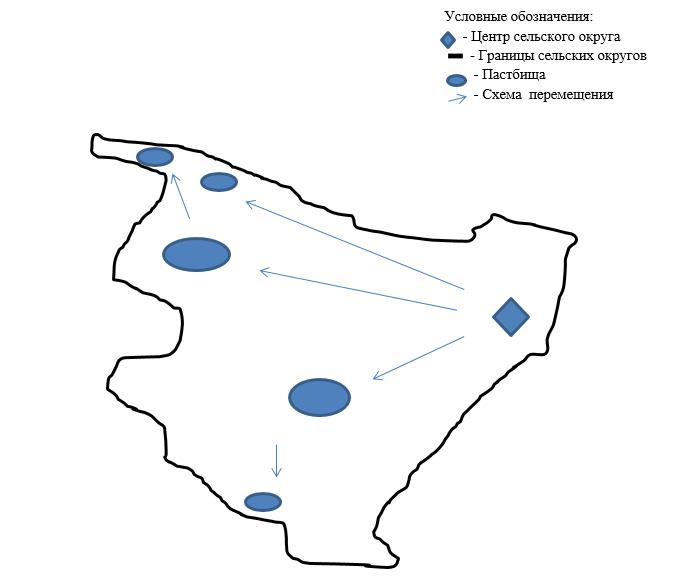 Условные обозначения:
- Центр сельского округа
- Границы сельских округов
- Пастбища
- Схема перемещения